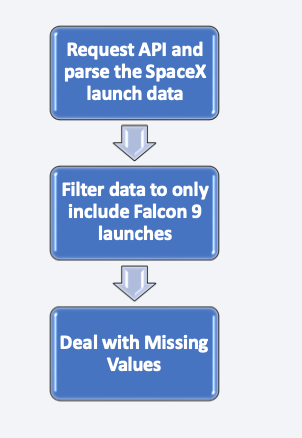 Request API and
parse the SpaceX
launch data
Filter data to only
include Falcon 9
launches
Deal with Missing
Values